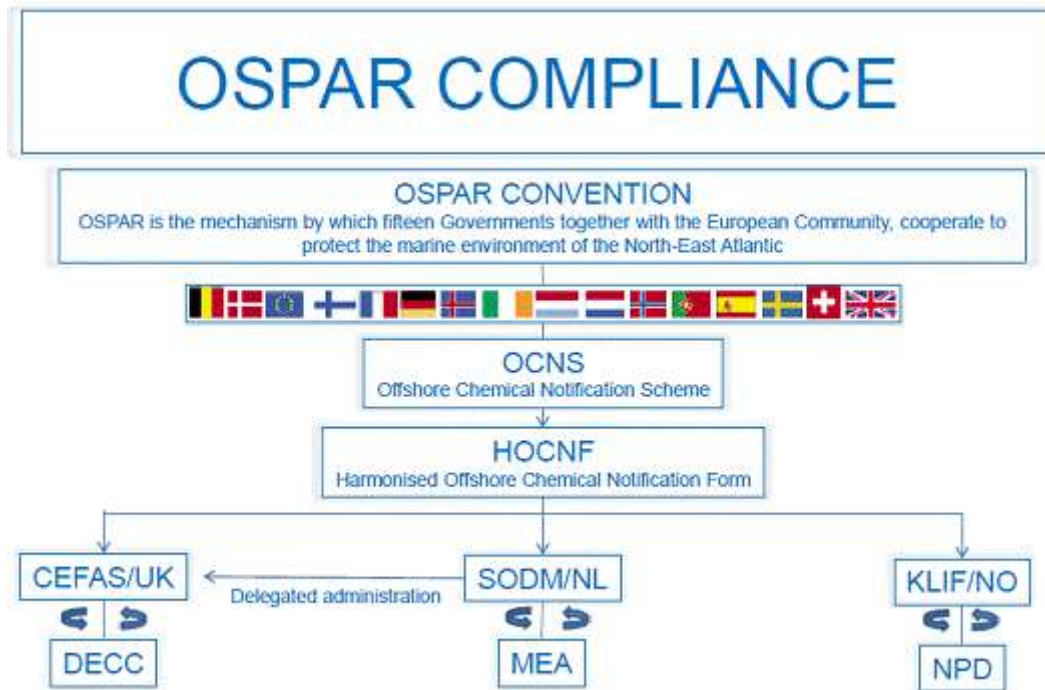 OSPAR COMPLIANCE
OSPAR CONVENTION
OSPAR is the mechanism by which fifteen Governments together with the European Community, cooperate to
protect the marine environment of the North-East Atlantic
OCNS
Offshore Chemical Notification Scheme
HOCNF
Harmonised Offshore Chemical Notification Form
CEFAS/UK
Delegated administration
SODM/NL
KLIF/NO
DECC
MEA
NPD